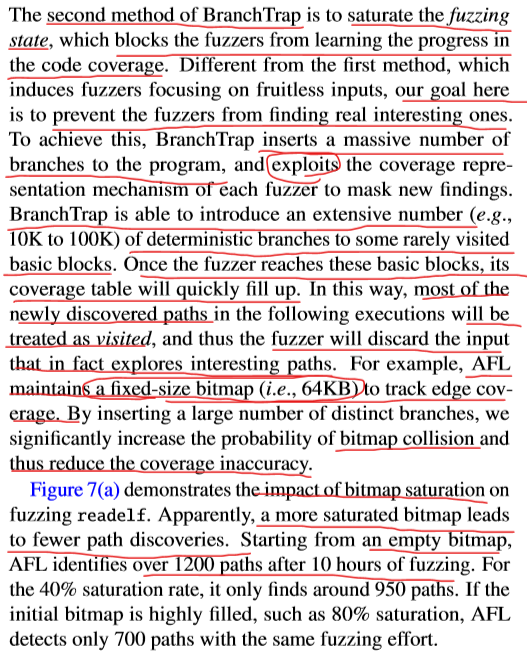 The second method of BranchTrap is to saturate the fuzzing
state, which blocks the fuzzers from learning the progress in
the code coverage. Different from the first method, which
induces fuzzers focusing on fruitless inputs, our goal here
is to prevent the fuzzers from finding real interesting ones.
To achieve this, BranchTrap inserts a massive number of
branches to the program, and exploits the coverage repre-
sentation mechanism of each fuzzer to mask new findings.
BranchTrap is able to introduce an extensive number (e.g.,
10K to 100K) of deterministic branches to some rarely visited
basic blocks. Once the fuzzer reaches these basic blocks, its
coverage table will quickly fill up. In this way, most of the
newly discovered paths in the following executions will be
treated as visited, and thus the fuzzer will discard the input
that in fact explores interesting paths. For example, AFL
maintains a fixed-size bitmap (i.e., 64KB) to track edge cov-
erage. By inserting a large number of distinct branches, we
significantly increase the probability of bitmap collision and
thus reduce the coverage inaccuracy.
Figure 7(a) demonstrates the impact of bitmap saturation on
fuzzing readelf. Apparently, a more saturated bitmap leads
to fewer path discoveries. Starting from an empty bitmap,
AFL identifies over 1200 paths after 10 hours of fuzzing. For
the 40% saturation rate, it only finds around 950 paths. If the
initial bitmap is highly filled, such as 80% saturation, AFL
detects only 700 paths with the same fuzzing effort.